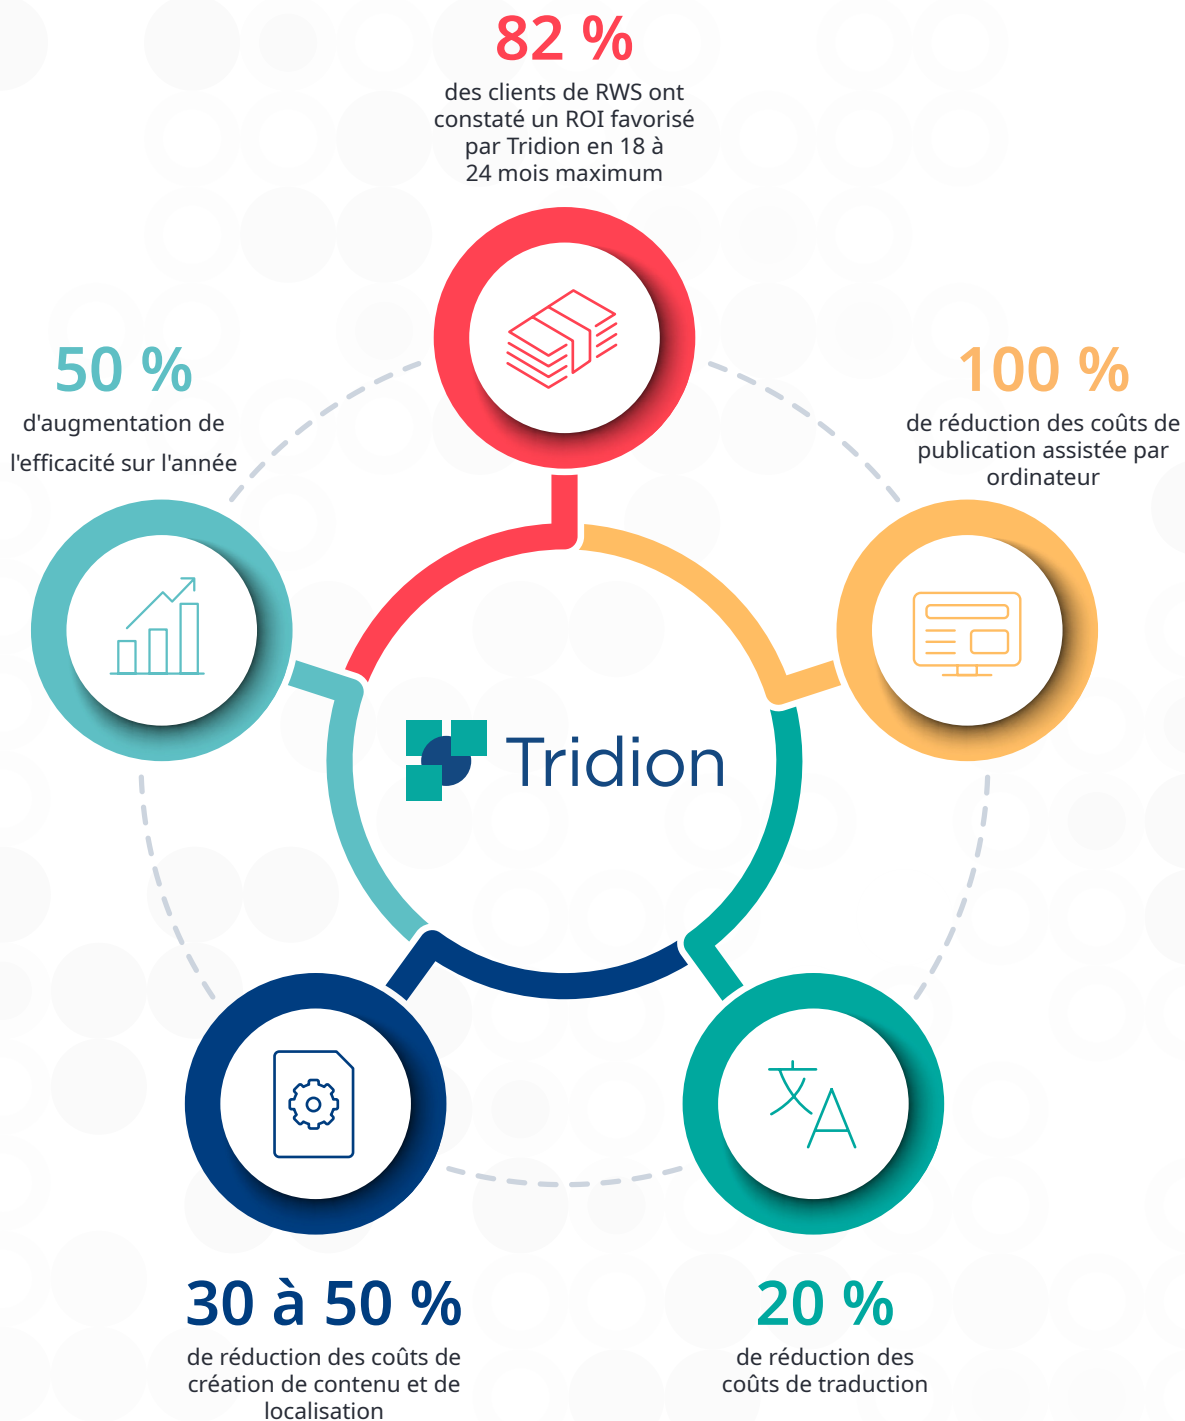 82 %
des clients de RWS ont
constaté un ROI favorisé
par Tridion en 18 à
24 mois maximum
50 %
d'augmentation de
l'efficacité sur l'année
100 %
de réduction des coûts de
publication assistée par
ordinateur
Tridion
30 à 50 %
de réduction des coûts de
création de contenu et de
localisation
20 %
de réduction des
coûts de traduction